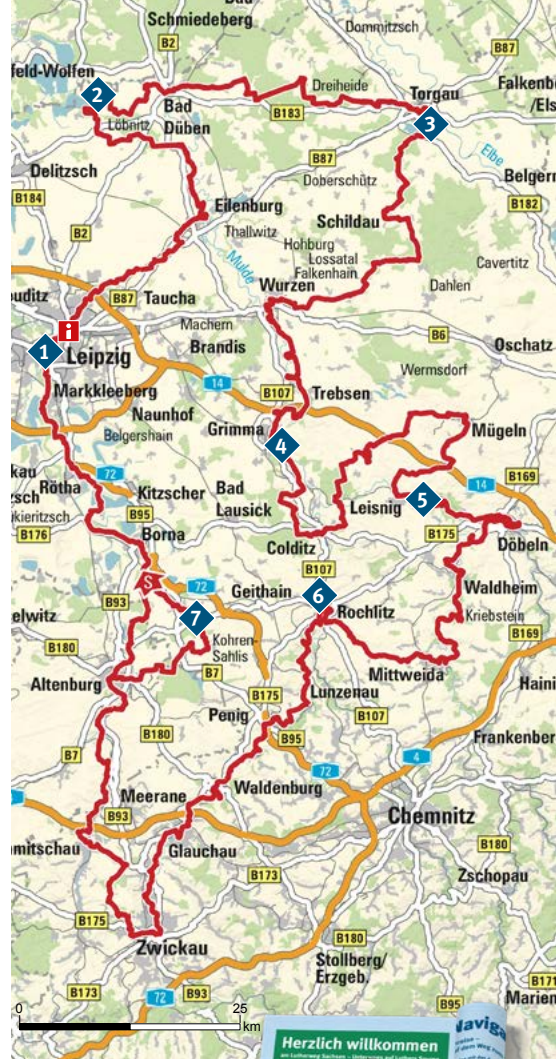 Bad
Schmiedeberg
Dommitzsch
B2
B87
feld-Wolfen
2
Dreiheide
Torgau
Falkenb
/Els
Bad
Düben
Löbnitz
B183
3
Elbe
Delitzsch
B87
Doberschütz
Belgern
B184
B182
Eilenburg
Schildau
B2
Thallwitz
Hohburg
Lossatal
Falkenhain
Cavertitz
Mulde
Wurzen
Dahlen
B87
Taucha
Machern
i
B6
Oschatz
1
Leipzig
Brandis
Wermsdorf
Markkleeberg
14
B107
Trebsen
Naunhof
Belgershain
Grimma
4
Mügeln
72
B169
Rötha
Kitzscher
Bad
Lausick
14
Leisnig
5
B95
B176
B175
Borna
Colditz
Döbeln
B107
S
72
Geithain
6
Waldheim
B93
7
Rochlitz
Kriebstein
B180
Kohren-
Sahlis
B169
B7
Altenburg
Mittweida
B175
Lunzenau
Penig
B107
B180
B95
Frankenber
B7
72
4
Meerane
Waldenburg
B93
Chemnitz
mitschau
Glauchau
B180
B173
Zschopau
B175
B180
Zwickau
Stollberg/
Erzgeb.
B173
72
B93
B171
B95
Marien
0
25
km
Herzlich willkommen